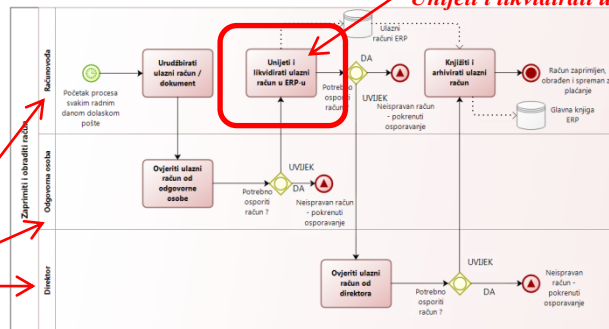 Unijeti i likvidirati u
Zaprimiti i obraditi račun
Računovođa
Početak procesa
svakim radnim
danom dolaskom
pošte
Urudžbirati
ulazni račun /
dokument
Unijeti i
likvidirati ulazni
račun u ERP-u
Ulazni
računi ERP
Potrebno
osporiti
račun ?
DA
UVIJEK
Neispravan račun
- pokrenuti
osporavanje
Knjižiti i
arhivirati ulazni
račun
Račun zaprimljen,
obrađen i spreman za
plaćanje
Glavna knjiga
ERP
Odgovorna osoba
Ovjeriti ulazni
račun od
odgovorne
osobe
Potrebno
osporiti
račun ?
UVIJEK
DA
Neispravan račun
- pokrenuti
osporavanje
Direktor
Ovjeriti ulazni
račun od
direktora
Potrebno
osporiti
račun ?
UVIJEK
DA
Neispravan
račun -
pokrenuti
osporavanje